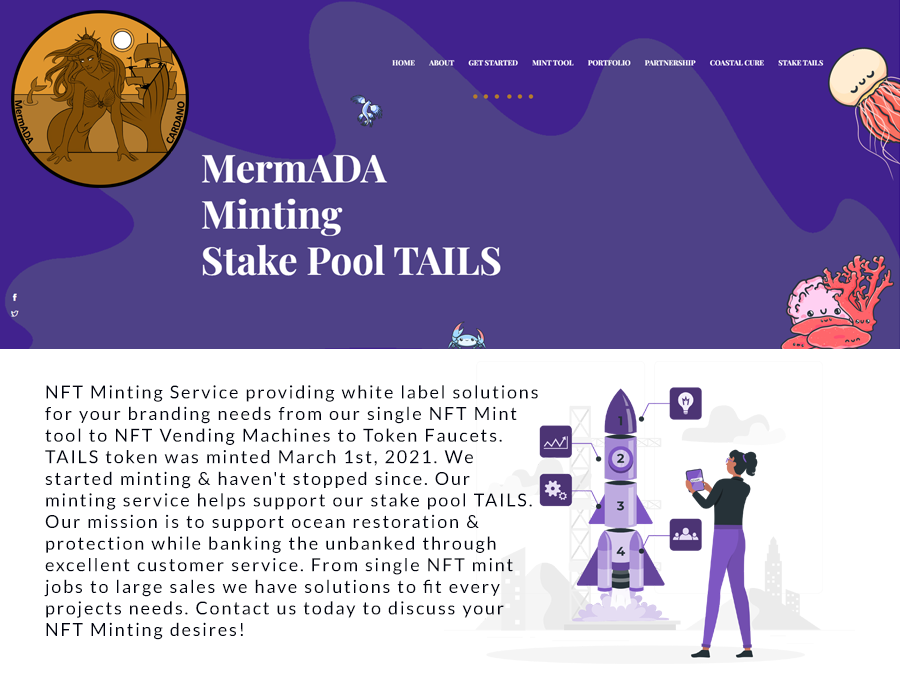 MermADA
CARDANO
HOME ABOUT GET STARTED MINT TOOL PORTFOLIO PARTNERSHIP COASTAL CURE STAKE TAILS
MermADA
Minting
Stake Pool TAILS
NFT Minting Service providing white label solutions
for your branding needs from our single NFT Mint
tool to NFT Vending Machines to Token Faucets.
TAILS token was minted March 1st, 2021. We
started minting & haven't stopped since. Our
minting service helps support our stake pool TAILS.
Our mission is to support ocean restoration &
protection while banking the unbanked through
excellent customer service. From single NFT mint
jobs to large sales we have solutions to fit every
projects needs. Contact us today to discuss your
NFT Minting desires!
1
2
3
4